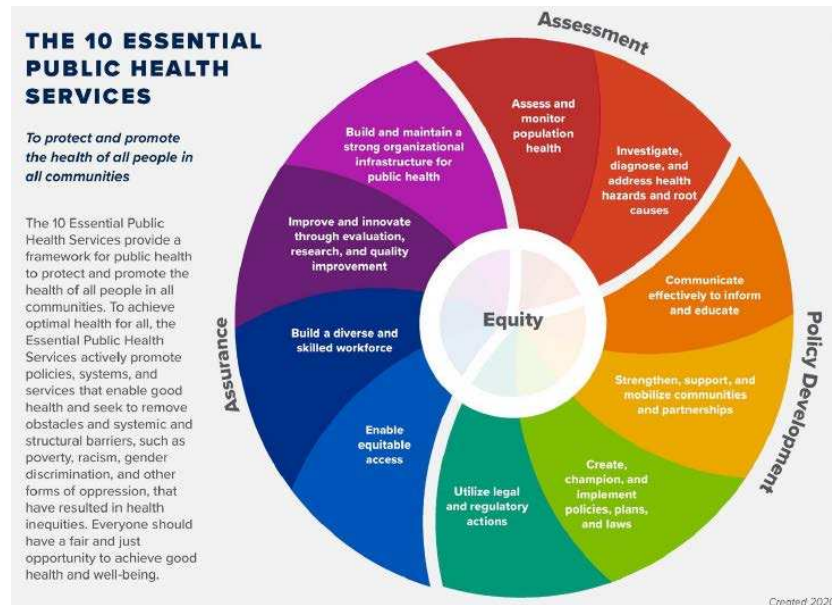 THE 10 ESSENTIAL
PUBLIC HEALTH
SERVICES
To protect and promote
the health of all people in
all communities
The 10 Essential Public
Health Services provide a
framework for public health
to protect and promote the
health of all people in all
communities. To achieve
optimal health for all, the
Essential Public Health
Services actively promote
policies, systems, and
services that enable good
health and seek to remove
obstacles and systemic and
structural barriers, such as
poverty, racism, gender
discrimination, and other
forms of oppression, that
have resulted in health
inequities. Everyone should
have a fair and just
opportunity to achieve good
health and well-being.
Assessment
Assess and
monitor
population
health
Investigate,
diagnose, and
address health
hazards and root
causes
Policy Development
Communicate
effectively to inform
and educate
Strengthen, support, and
mobilize communities
and partnerships
Create,
champion, and
implement
policies, plans,
and laws
Utilize legal
and regulatory
actions
Assurance
Enable
equitable
access
Build a diverse and
skilled workforce
Improve and innovate
through evaluation,
research, and quality
improvement
Build and maintain a
strong organizational
infrastructure for
public health
Equity
Created 2020